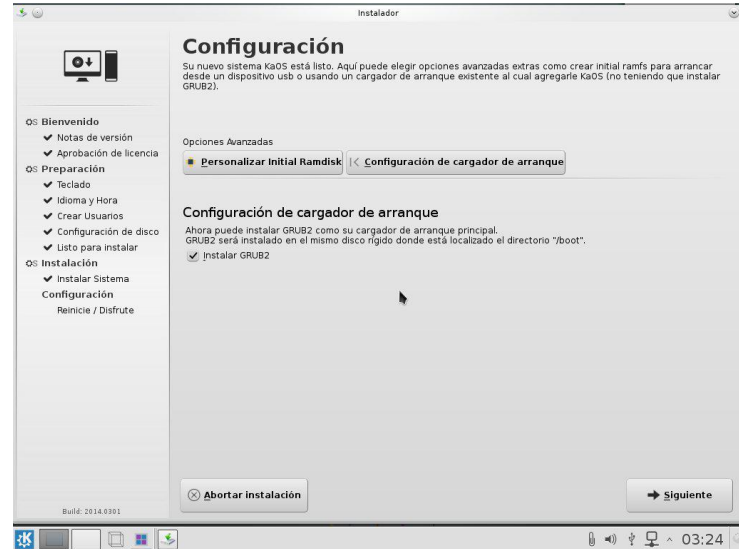 Instalador
Configuración
Su nuevo sistema KaOS está listo. Aquí puede elegir opciones avanzadas extras como crear initial ramfs para arrancar
desde un dispositivo usb o usando un cargador de arranque existente al cual agregarle KaOS (no teniendo que instalar
GRUB2).
Bienvenido
Notas de versión
Aprobación de licencia
Preparación
Teclado
Idioma y Hora
Crear Usuarios
Configuración de disco
Listo para instalar
Instalación
Instalar Sistema
Configuración
Reinicie / Disfrute
Build: 2014.0301
Opciones Avanzadas
Personalizar Initial Ramdisk
Configuración de cargador de arranque
Configuración de cargador de arranque
Ahora puede instalar GRUB2 como su cargador de arranque principal.
GRUB2 será instalado en el mismo disco rígido donde está localizado el directorio "/boot".
Instalar GRUB2
Abortar instalación
Siguiente
03:24